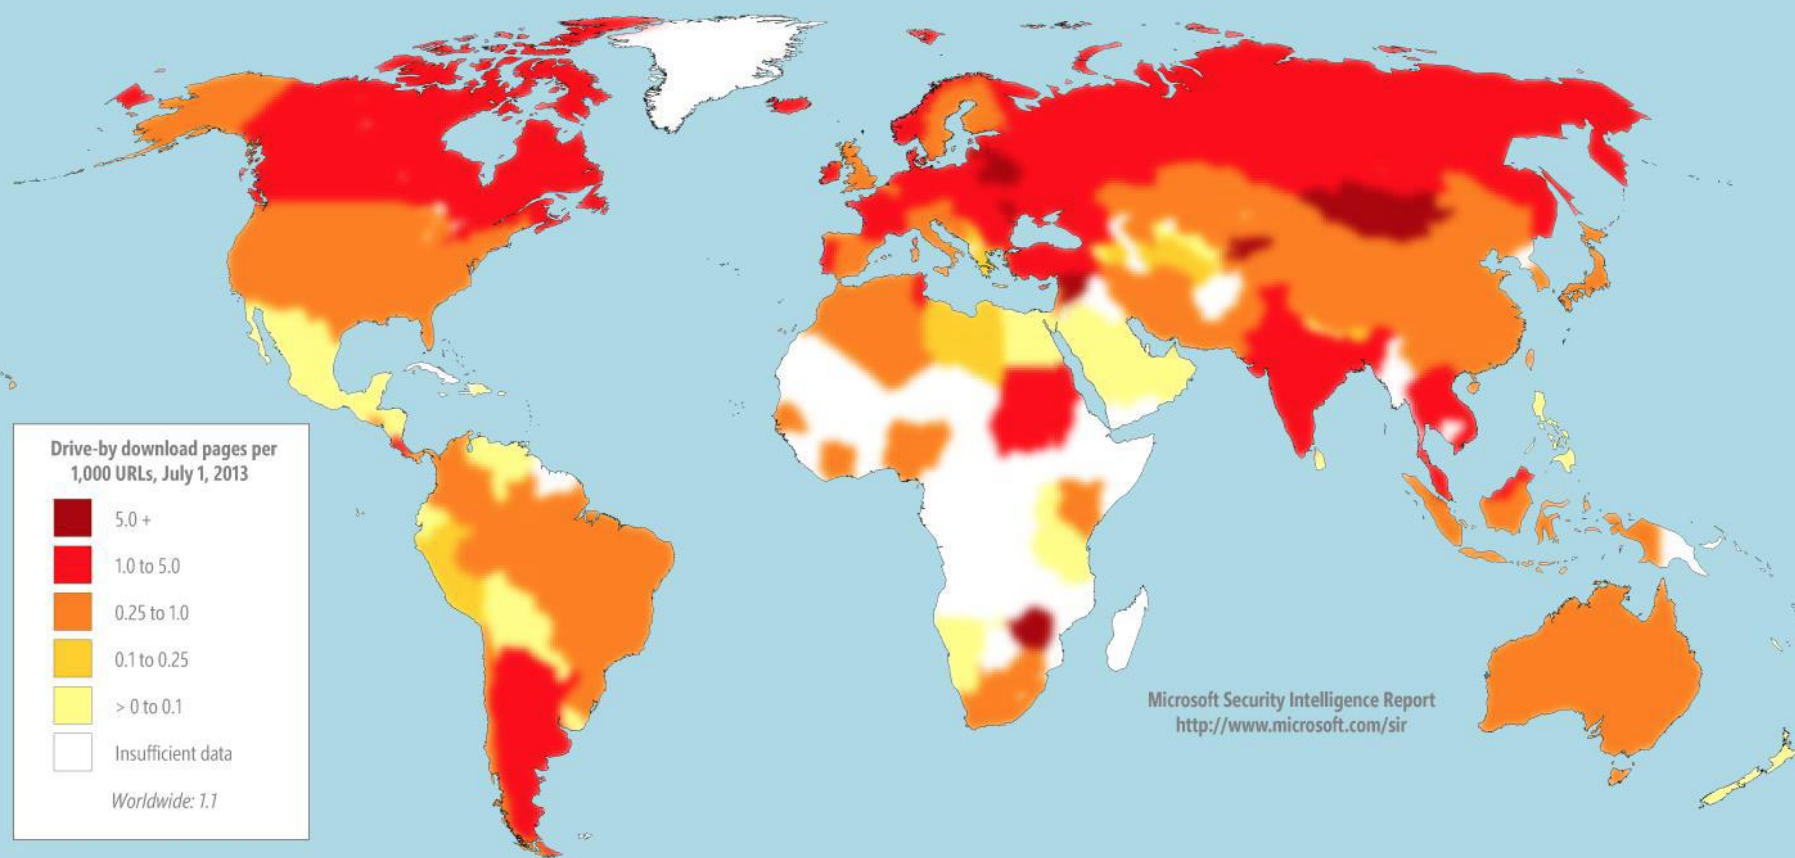 Drive-by download pages per
1,000 URLs, July 1, 2013
5.0 +
1.0 to 5.0
0.25 to 1.0
0.1 to 0.25
> 0 to 0.1
Insufficient data
Worldwide: 1.1
Microsoft Security Intelligence Report
http://www.microsoft.com/sir